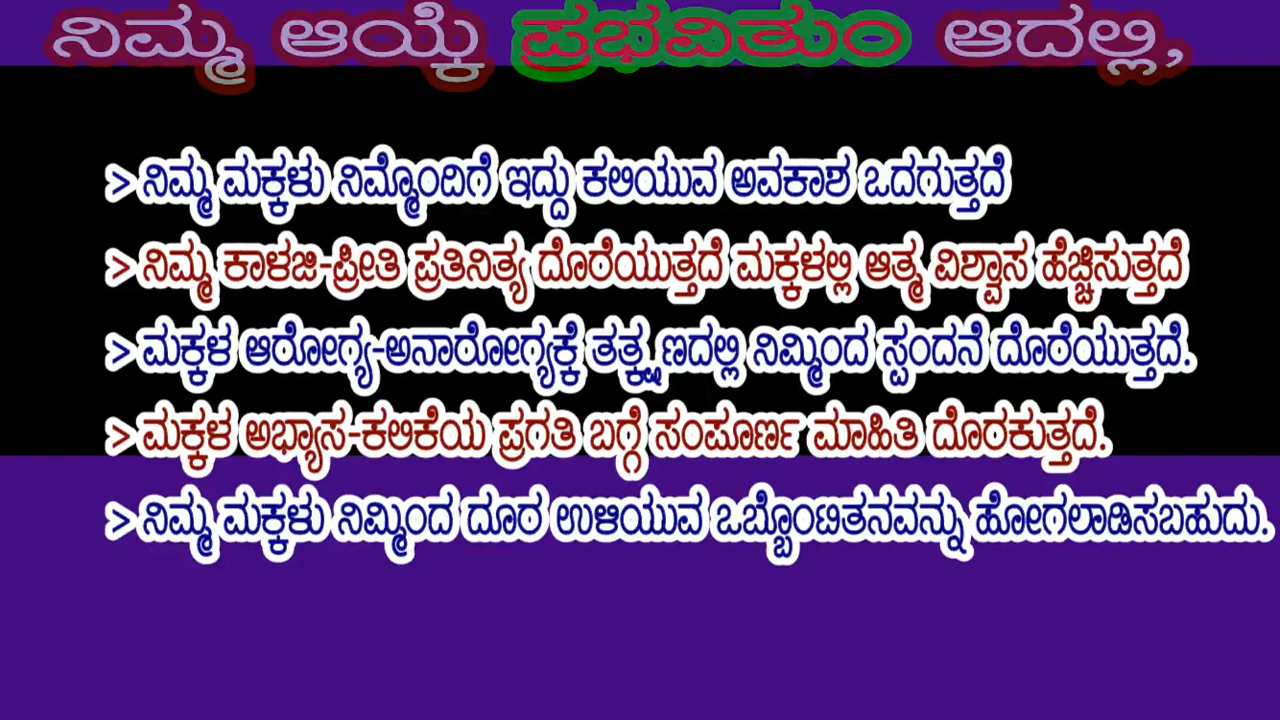 ನಿಮ್ಮ ಆಯ್ಕೆ ಪ್ರಭವಿತುಂ ಆದಲ್ಲಿ,
> ನಿಮ್ಮ ಮಕ್ಕಳು ನಿಮ್ಮೊಂದಿಗೆ ಇದ್ದು ಕಲಿಯುವ ಅವಕಾಶ ಒದಗುತ್ತದೆ
> ನಿಮ್ಮ ಕಾಳಜಿ-ಪ್ರೀತಿ ಪ್ರತಿನಿತ್ಯ ದೊರೆಯುತ್ತದೆ ಮಕ್ಕಳಲ್ಲಿ ಆತ್ಮ ವಿಶ್ವಾಸ ಹೆಚ್ಚಿಸುತ್ತದೆ
> ಮಕ್ಕಳ ಆರೋಗ್ಯ-ಅನಾರೋಗ್ಯಕ್ಕೆ ತತ್ಕ್ಷಣದಲ್ಲಿ ನಿಮ್ಮಿಂದ ಸ್ಪಂದನೆ ದೊರೆಯುತ್ತದೆ.
> ಮಕ್ಕಳ ಅಭ್ಯಾಸ-ಕಲಿಕೆಯ ಪ್ರಗತಿ ಬಗ್ಗೆ ಸಂಪೂರ್ಣ ಮಾಹಿತಿ ದೊರಕುತ್ತದೆ.
> ನಿಮ್ಮ ಮಕ್ಕಳು ನಿಮ್ಮಿಂದ ದೂರ ಉಳಿಯುವ ಒಬ್ಬೊಂಟಿತನವನ್ನು ಹೋಗಲಾಡಿಸಬಹುದು.